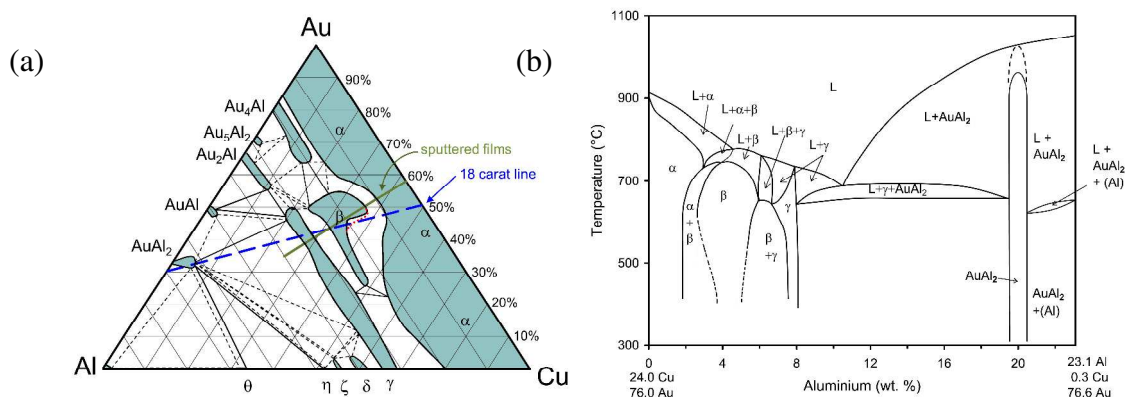 (a)
Au
90%
80%
70%
60%
50%
40%
30%
20%
10%
Au4Al
Au5Al2
Au2Al
AuAl
AuAl2
α
sputtered films
18 carat line
β
α
α
Al
θ
η
ζ
δ
γ
Cu
(b)
1100
900
700
500
300
Temperature (°C)
L
L+α
L+α+β
L+β
L+β+γ
L+γ
L+AuAl2
L +
AuAl2
L +
AuAl2
+ (Al)
L+γ+AuAl2
α
β
γ
α
+
β
β
+γ
AuAl2
AuAl2
+(Al)
0 4 8 12 16 20
24.0 Cu
76.0 Au
Aluminium (wt. %)
23.1 Al
0.3 Cu
76.6 Au